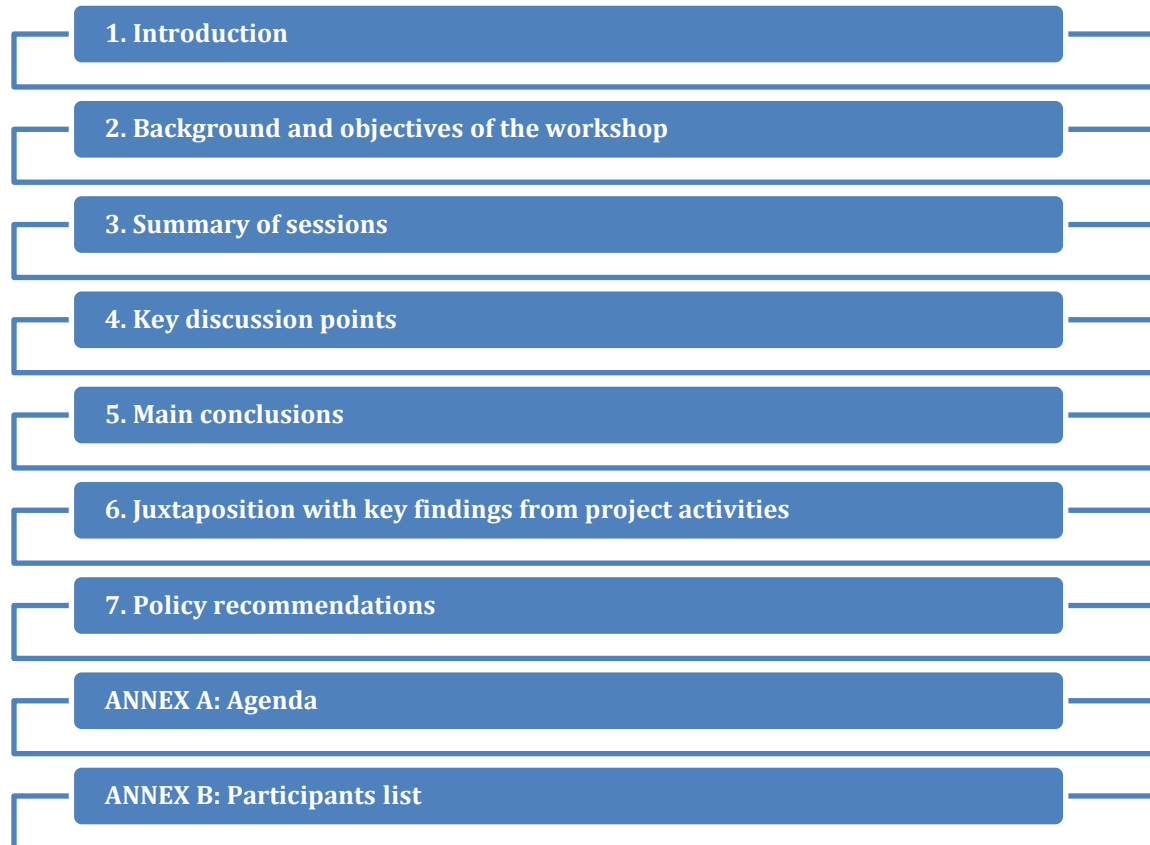 1. Introduction
2. Background and objectives of the workshop
3. Summary of sessions
4. Key discussion points
5. Main conclusions
6. Juxtaposition with key findings from project activities
7. Policy recommendations
ANNEX A: Agenda
ANNEX B: Participants list